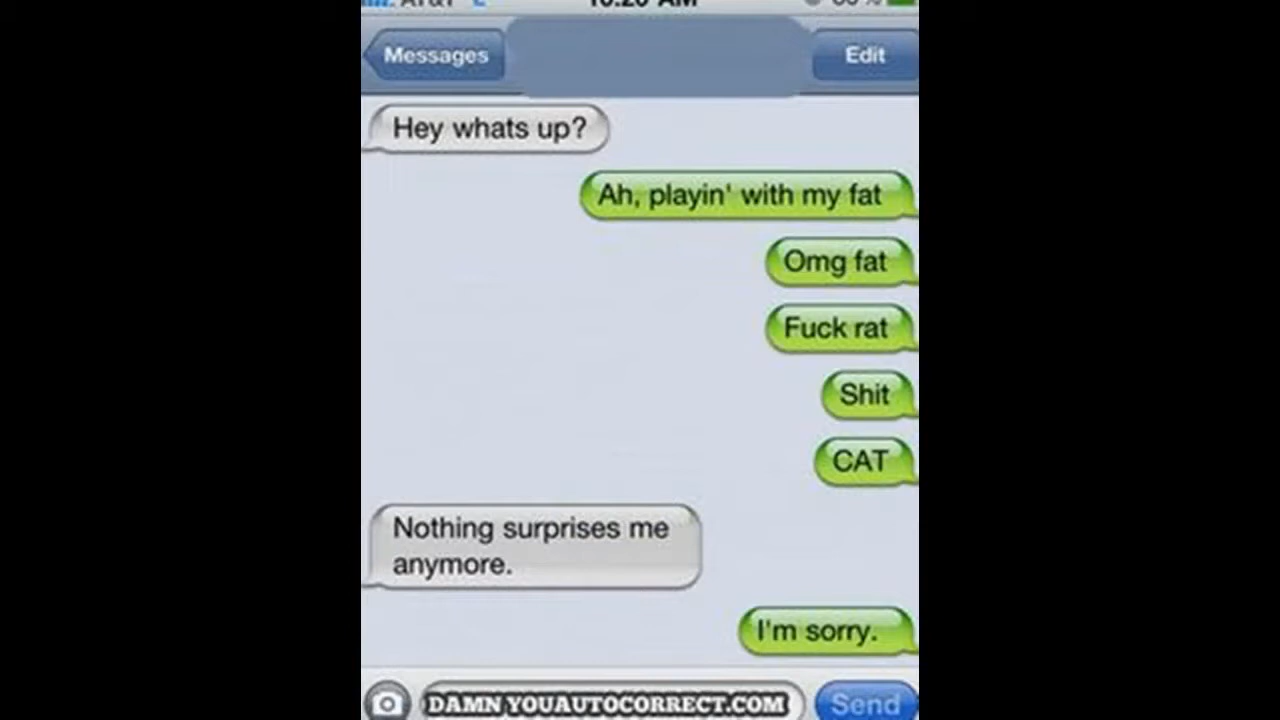 Messages
Edit
Hey whats up?
Ah, playin' with my fat
Omg fat
Fuck rat
Shit
CAT
Nothing surprises me
anymore.
I'm sorry.
DAMNYOUAUTOCORRECT.COM
Send